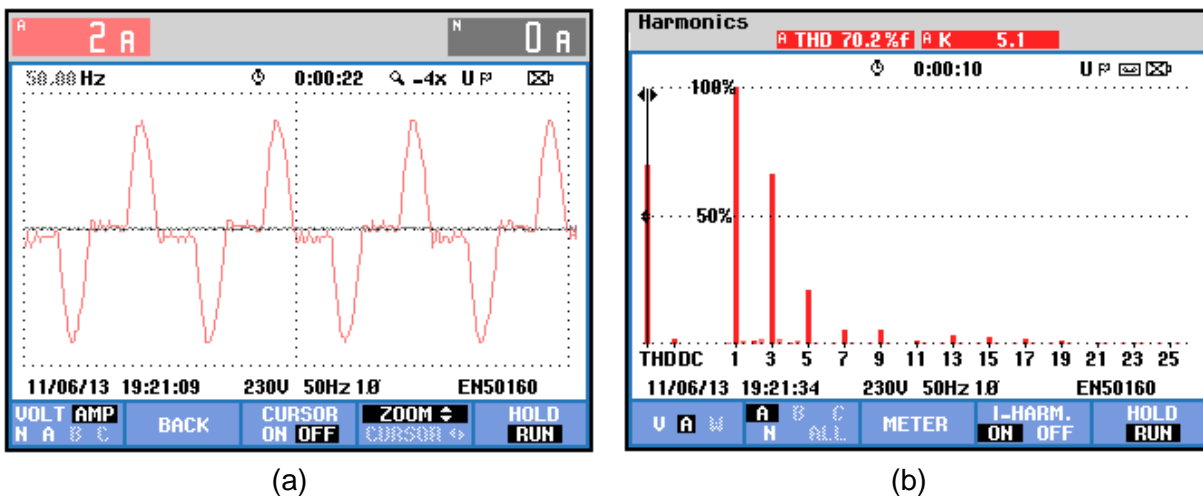 A 2 A N 0 A
50.00 Hz 0:00:22 -4x U
11/06/13 19:21:09 230V 50Hz 1Ø EN50160
VOLT AMP BACK CURSOR ZOOM HOLD
N A B C ON OFF CURSOR RUN
(a)
Harmonics
A THD 70.2%f A K 5.1
0:00:10 U
100%
50%
THDDC 1 3 5 7 9 11 13 15 17 19 21 23 25
11/06/13 19:21:34 230V 50Hz 1Ø EN50160
V A W A B C METER I-HARM. HOLD
N ALL ON OFF RUN
(b)